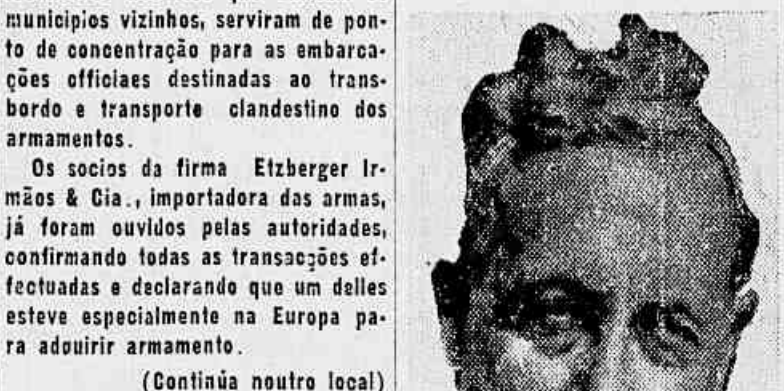 municipios vizinhos, serviram de pon-
to de concentração para as embarca-
ções officiaes destinadas ao trans-
bordo e transporte clandestino dos
armamentos.
Os socios da firma Etzberger Ir-
mãos & Cia., importadora das armas,
já foram ouvidos pelas autoridades,
confirmando todas as transacções ef-
fectuadas e declarando que um delles
esteve especialmente na Europa pa-
ra adquirir armamento.
(Continúa noutro local)